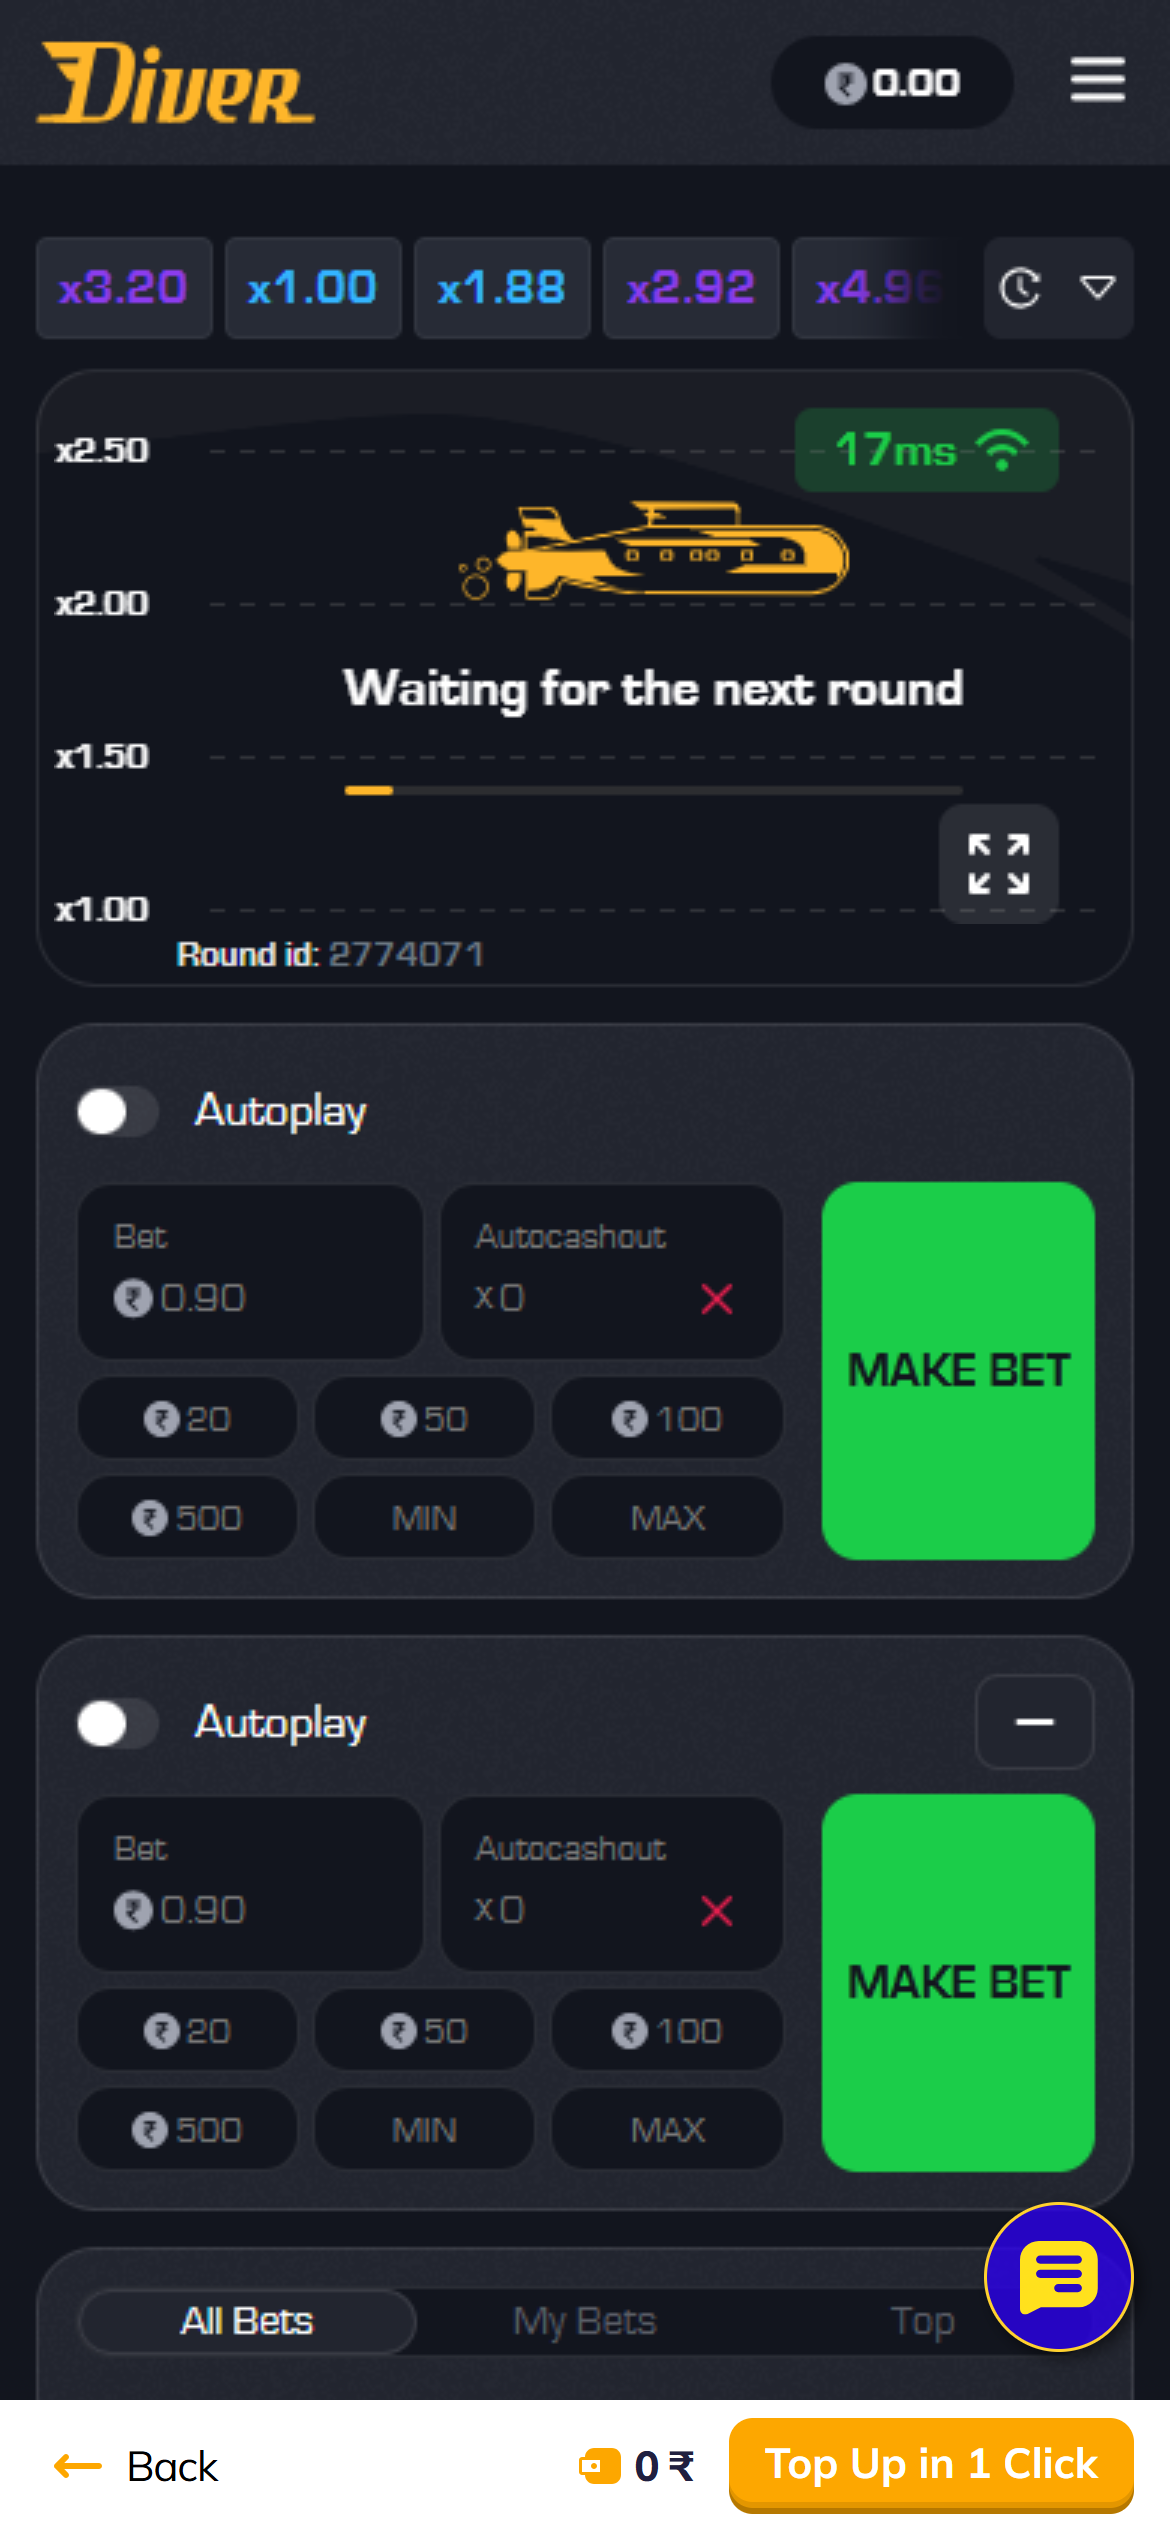 Diver
₹ 0.00
x3.20 x1.00 x1.88 x2.92 x4.96
x2.50
17ms
x2.00
Waiting for the next round
x1.50
x1.00
Round id: 2774071
Autoplay
Bet
₹ 0.90
Autocashout
x 0
MAKE BET
₹ 20 ₹ 50 ₹ 100
₹ 500 MIN MAX
Autoplay
Bet
₹ 0.90
Autocashout
x 0
MAKE BET
₹ 20 ₹ 50 ₹ 100
₹ 500 MIN MAX
All Bets My Bets Top
Back 0 ₹ Top Up in 1 Click